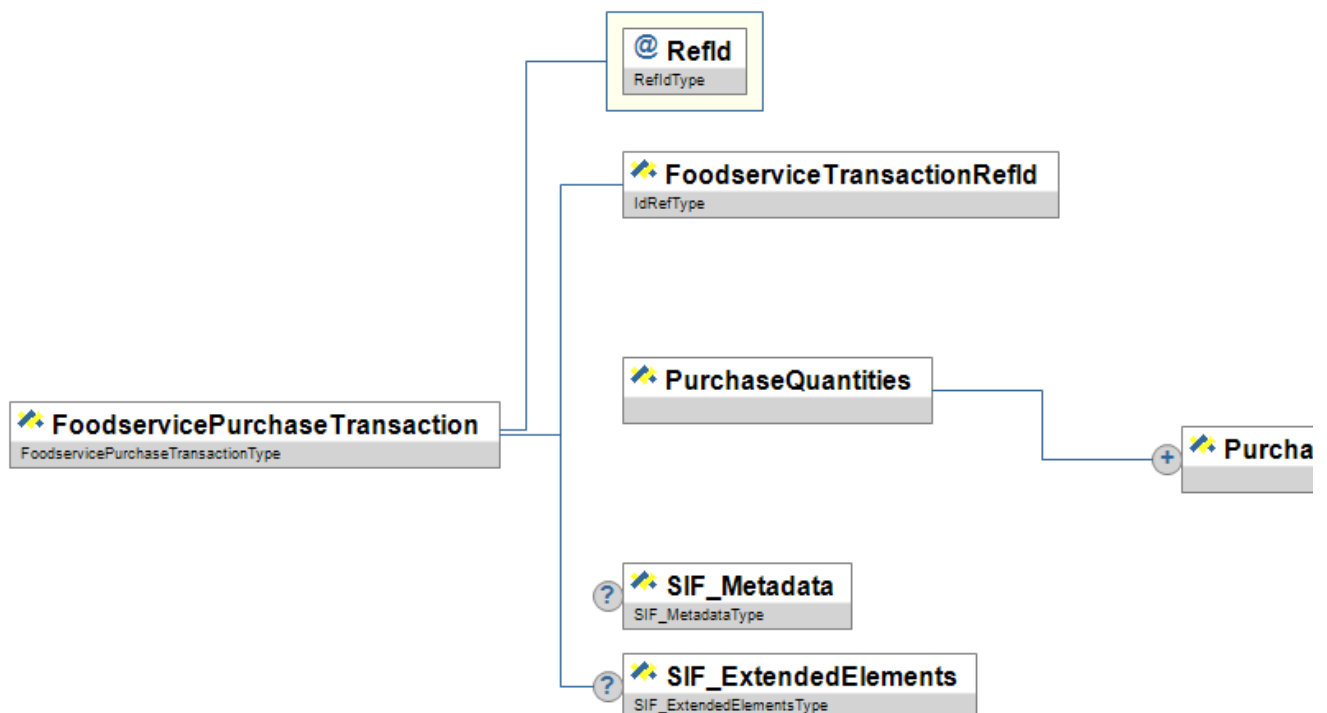 @ RefId
RefIdType
FoodserviceTransactionRefId
IdRefType
PurchaseQuantities
FoodservicePurchaseTransaction
FoodservicePurchaseTransactionType
+ Purcha
? SIF_Metadata
SIF_MetadataType
? SIF_ExtendedElements
SIF_ExtendedElementsType